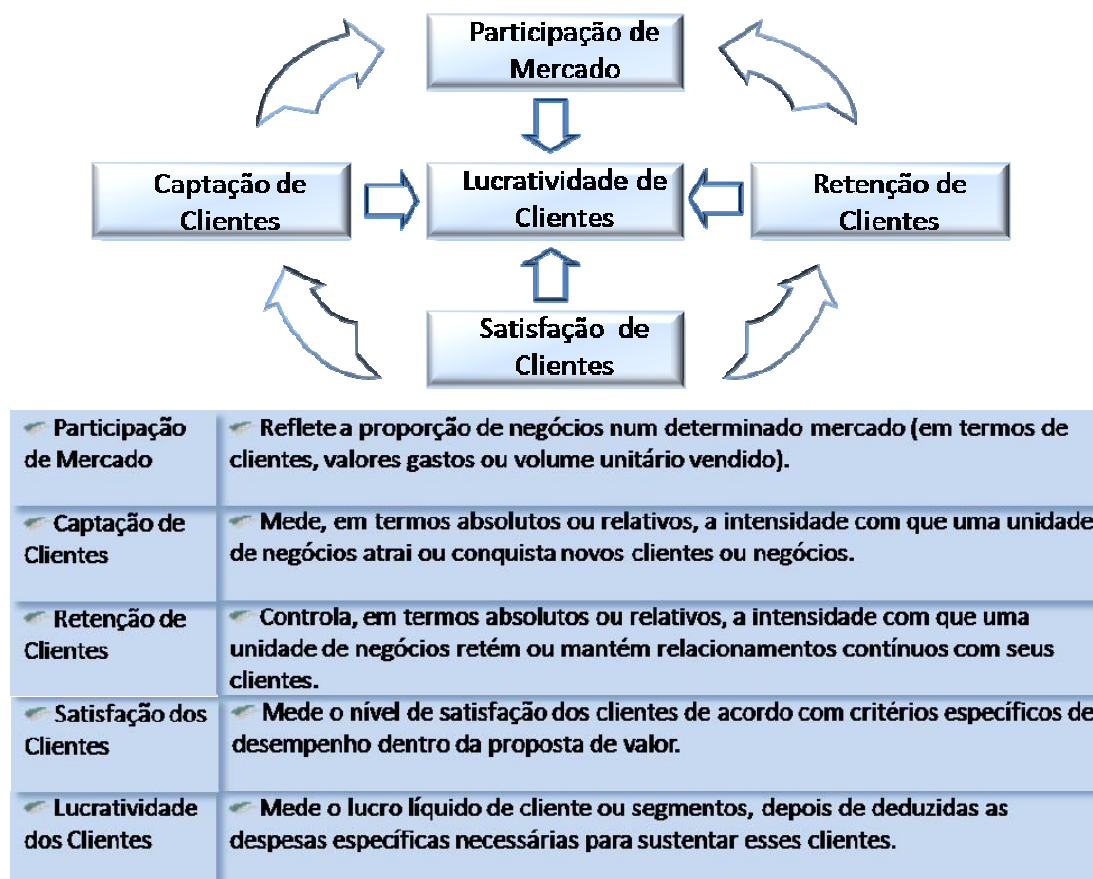 Participação de
Mercado
Captação de
Clientes
Lucratividade de
Clientes
Retenção de
Clientes
Satisfação de
Clientes
Participação
de Mercado
Reflete a proporção de negócios num determinado mercado (em termos de
clientes, valores gastos ou volume unitário vendido).
Captação de
Clientes
Mede, em termos absolutos ou relativos, a intensidade com que uma unidade
de negócios atrai ou conquista novos clientes ou negócios.
Retenção de
Clientes
Controla, em termos absolutos ou relativos, a intensidade com que uma
unidade de negócios retém ou mantém relacionamentos contínuos com seus
clientes.
Satisfação dos
Clientes
Mede o nível de satisfação dos clientes de acordo com critérios específicos de
desempenho dentro da proposta de valor.
Lucratividade
dos Clientes
Mede o lucro líquido de cliente ou segmentos, depois de deduzidas as
despesas específicas necessárias para sustentar esses clientes.